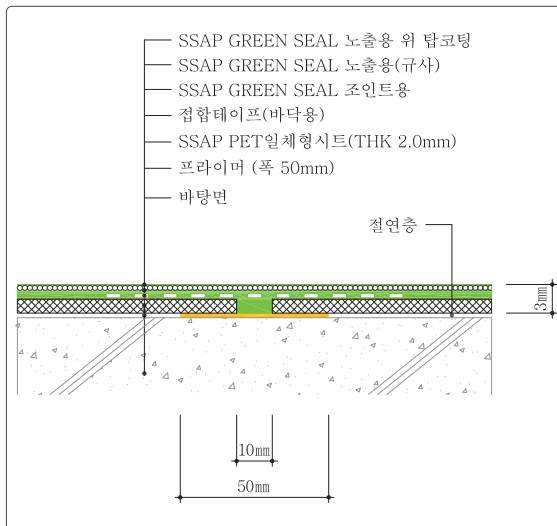 SSAP GREEN SEAL 노출용 위 탑코팅
SSAP GREEN SEAL 노출용(규사)
SSAP GREEN SEAL 조인트용
접합테이프(바닥용)
SSAP PET일체형시트(THK 2.0mm)
프라이머 (폭 50mm)
바탕면
절연층
3mm
10mm
50mm